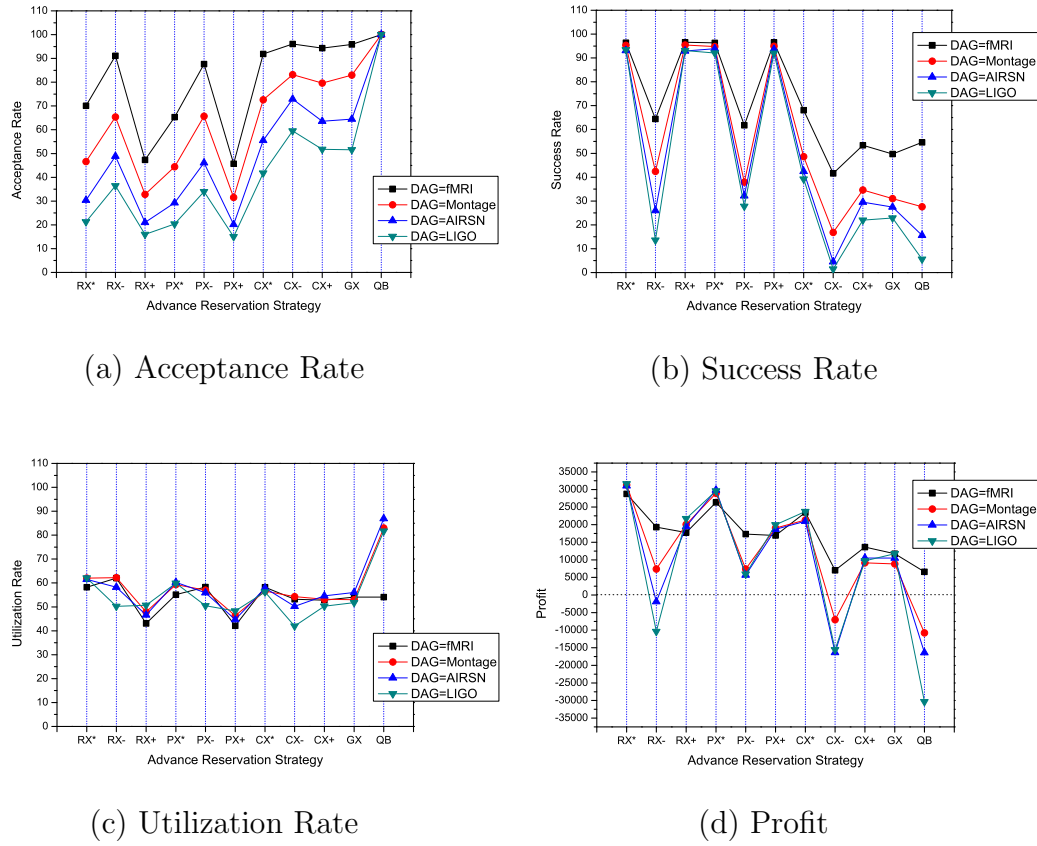 110
100
90
80
70
60
50
40
30
20
10
0
Acceptance Rate
DAG=fMRI
DAG=Montage
DAG=AIRSN
DAG=LIGO
RX* RX- RX+ PX* PX- PX+ CX* CX- CX+ GX QB
Advance Reservation Strategy
(a) Acceptance Rate
110
100
90
80
70
60
50
40
30
20
10
0
Success Rate
DAG=fMRI
DAG=Montage
DAG=AIRSN
DAG=LIGO
RX* RX- RX+ PX* PX- PX+ CX* CX- CX+ GX QB
Advance Reservation Strategy
(b) Success Rate
110
100
90
80
70
60
50
40
30
20
10
0
Utilization Rate
DAG=fMRI
DAG=Montage
DAG=AIRSN
DAG=LIGO
RX* RX- RX+ PX* PX- PX+ CX* CX- CX+ GX QB
Advance Reservation Strategy
(c) Utilization Rate
35000
30000
25000
20000
15000
10000
5000
0
-5000
-10000
-15000
-20000
-25000
-30000
-35000
Profit
DAG=fMRI
DAG=Montage
DAG=AIRSN
DAG=LIGO
RX* RX- RX+ PX* PX- PX+ CX* CX- CX+ GX QB
Advance Reservation Strategy
(d) Profit